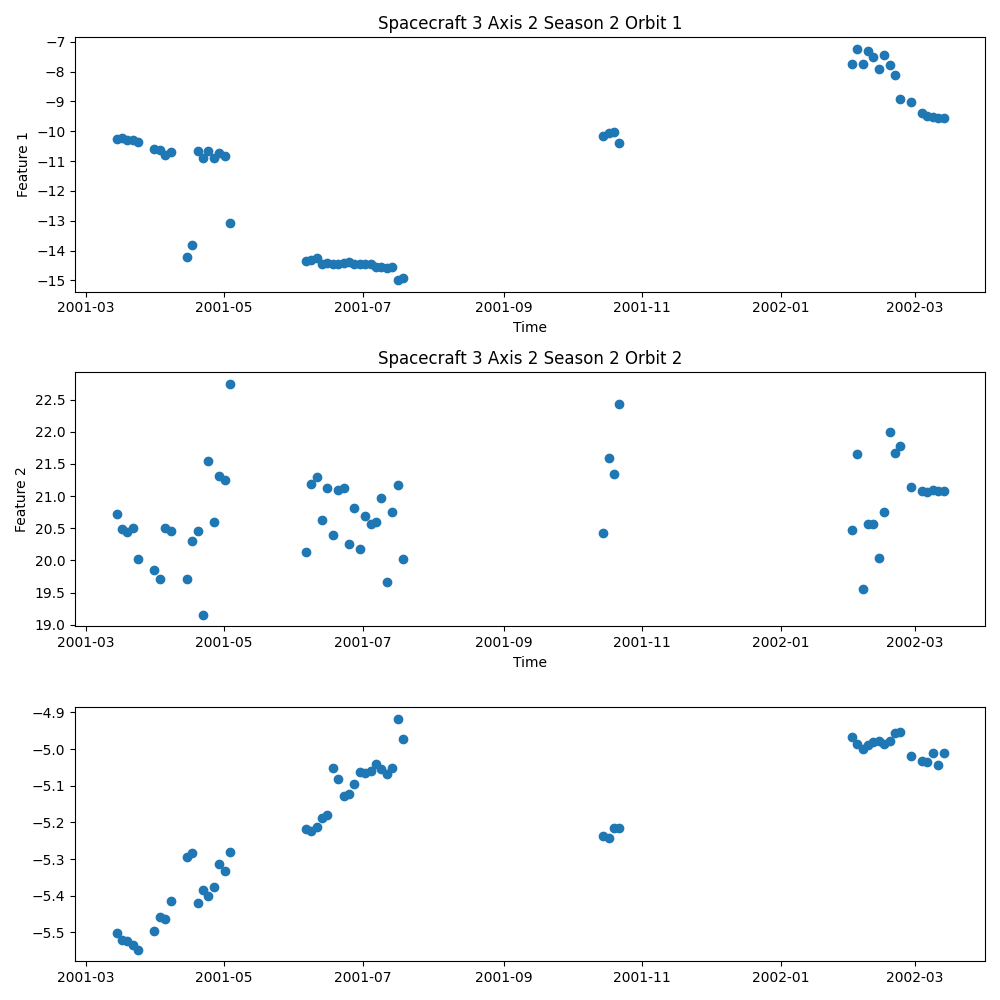 Spacecraft 3 Axis 2 Season 2 Orbit 1
−7
−8
−9
−10
−11
−12
−13
−14
−15
Feature 1
2001-03 2001-05 2001-07 2001-09 2001-11 2002-01 2002-03
Time
Spacecraft 3 Axis 2 Season 2 Orbit 2
22.5
22.0
21.5
21.0
20.5
20.0
19.5
19.0
Feature 2
2001-03 2001-05 2001-07 2001-09 2001-11 2002-01 2002-03
Time
−4.9
−5.0
−5.1
−5.2
−5.3
−5.4
−5.5
2001-03 2001-05 2001-07 2001-09 2001-11 2002-01 2002-03